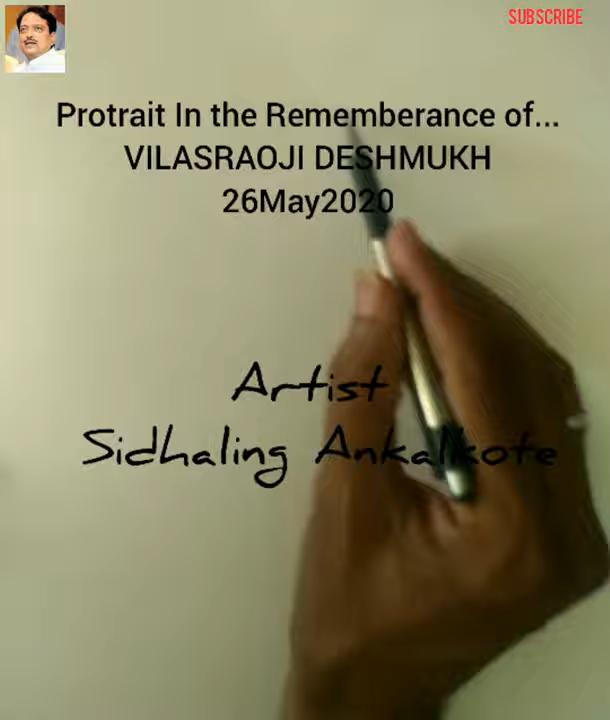 SUBSCRIBE
Protrait In the Rememberance of...
VILASRAOJI DESHMUKH
26May2020
Artist
Sidhaling Ankalkote